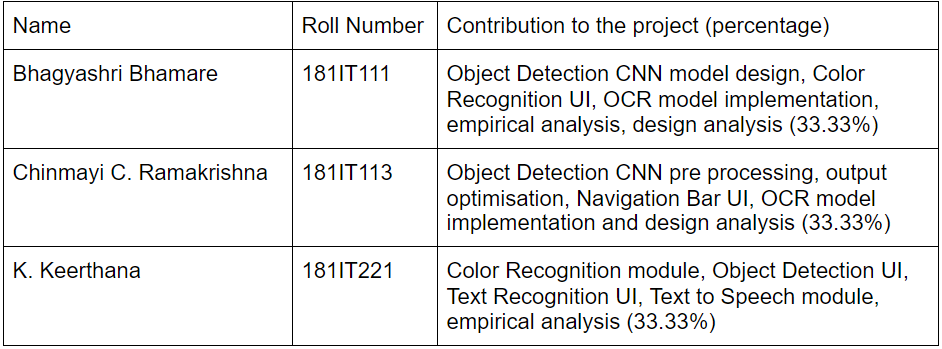 Name Roll Number Contribution to the project (percentage)
Bhagyashri Bhamare 181IT111 Object Detection CNN model design, Color
Recognition UI, OCR model implementation,
empirical analysis, design analysis (33.33%)
Chinmayi C. Ramakrishna 181IT113 Object Detection CNN pre processing, output
optimisation, Navigation Bar UI, OCR model
implementation and design analysis (33.33%)
K. Keerthana 181IT221 Color Recognition module, Object Detection UI,
Text Recognition UI, Text to Speech module,
empirical analysis (33.33%)